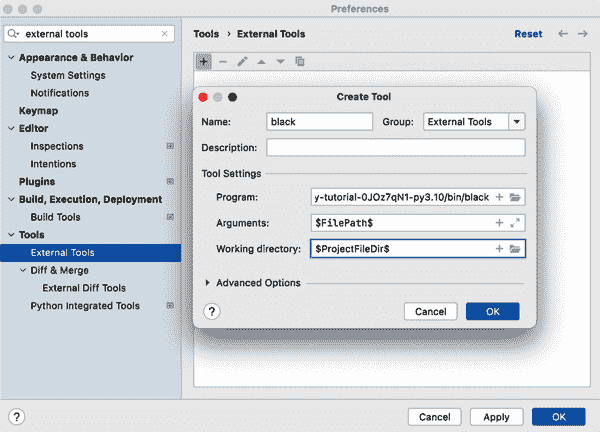 Preferences
external tools
Tools › External Tools
Reset
Appearance & Behavior
System Settings
Notifications
Keymap
Editor
Inspections
Intentions
Plugins
Build, Execution, Deployment
Build Tools
Tools
External Tools
Diff & Merge
External Diff Tools
Python Integrated Tools
Create Tool
Name: black Group: External Tools
Description:
Tool Settings
Program: y-tutorial-0JOz7qN1-py3.10/bin/black
Arguments: $FilePath$
Working directory: $ProjectFileDir$
Advanced Options
? Cancel OK
? Cancel Apply OK